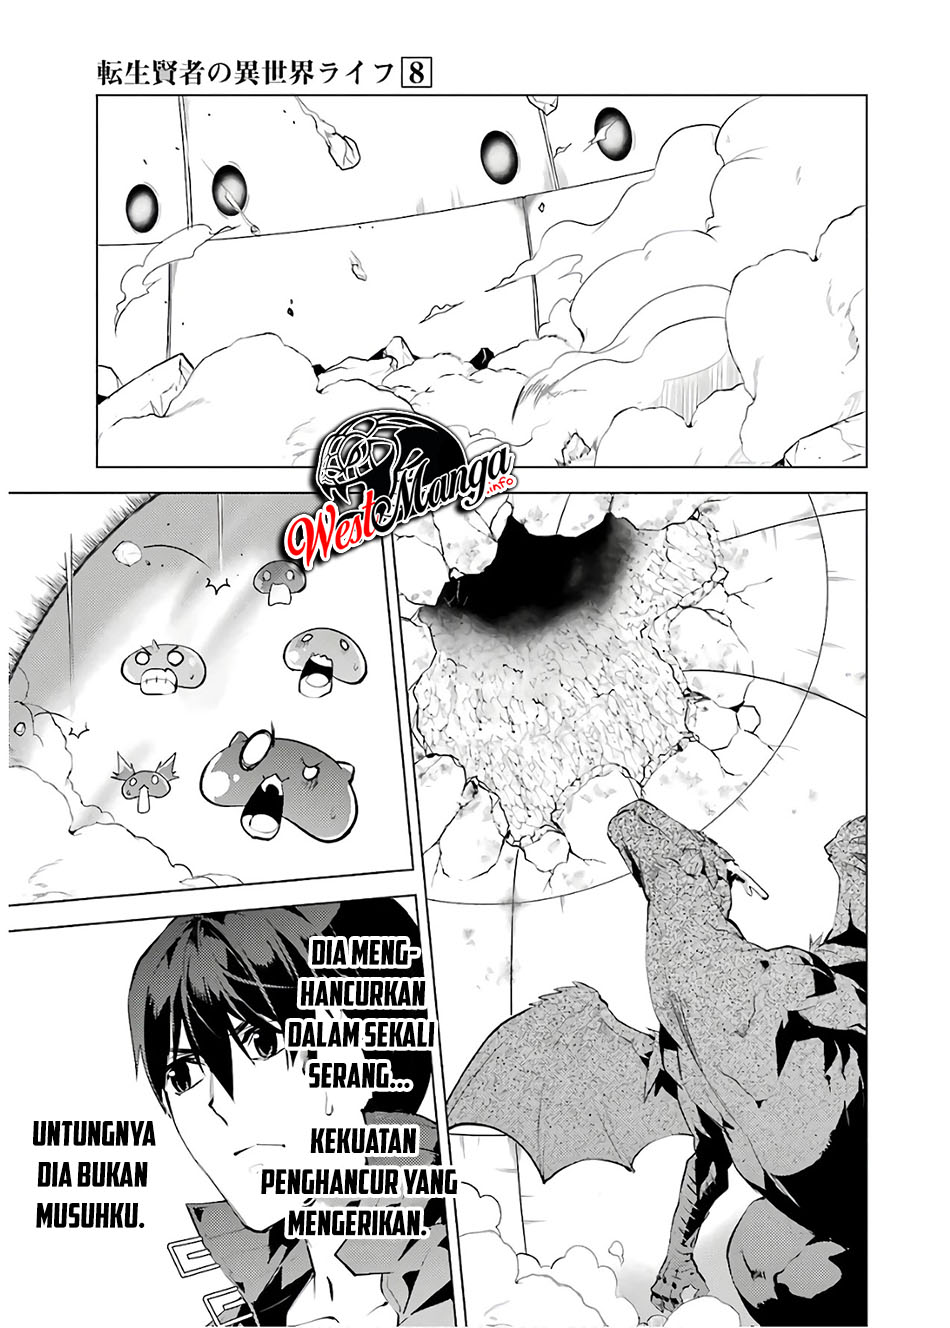 転生賢者の異世界ライフ 8
WestManga.info
DIA MENG-
HANCURKAN
DALAM SEKALI
SERANG...
KEKUATAN
PENGHANCUR YANG
MENGERIKAN.
UNTUNGNYA
DIA BUKAN
MUSUHKU.